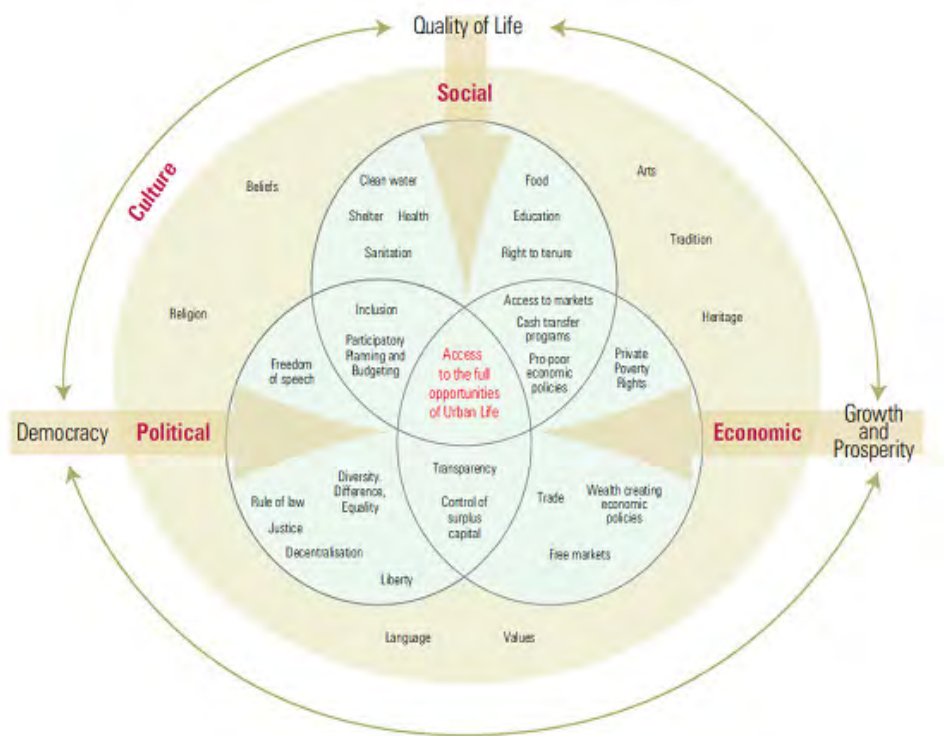 Quality of Life
Social
Culture
Beliefs
Arts
Clean water
Food
Shelter
Health
Education
Sanitation
Right to tenure
Tradition
Religion
Heritage
Inclusion
Participatory
Planning and
Budgeting
Access to markets
Cash transfer
programs
Pro-poor
economic
policies
Freedom
of speech
Private
Poverty
Rights
Access
to the full
opportunities
of Urban Life
Democracy
Political
Economic
Growth
and
Prosperity
Diversity.
Difference,
Equality
Transparency
Control of
surplus
capital
Rule of law
Justice
Decentralisation
Liberty
Trade
Wealth creating
economic
policies
Free markets
Language
Values